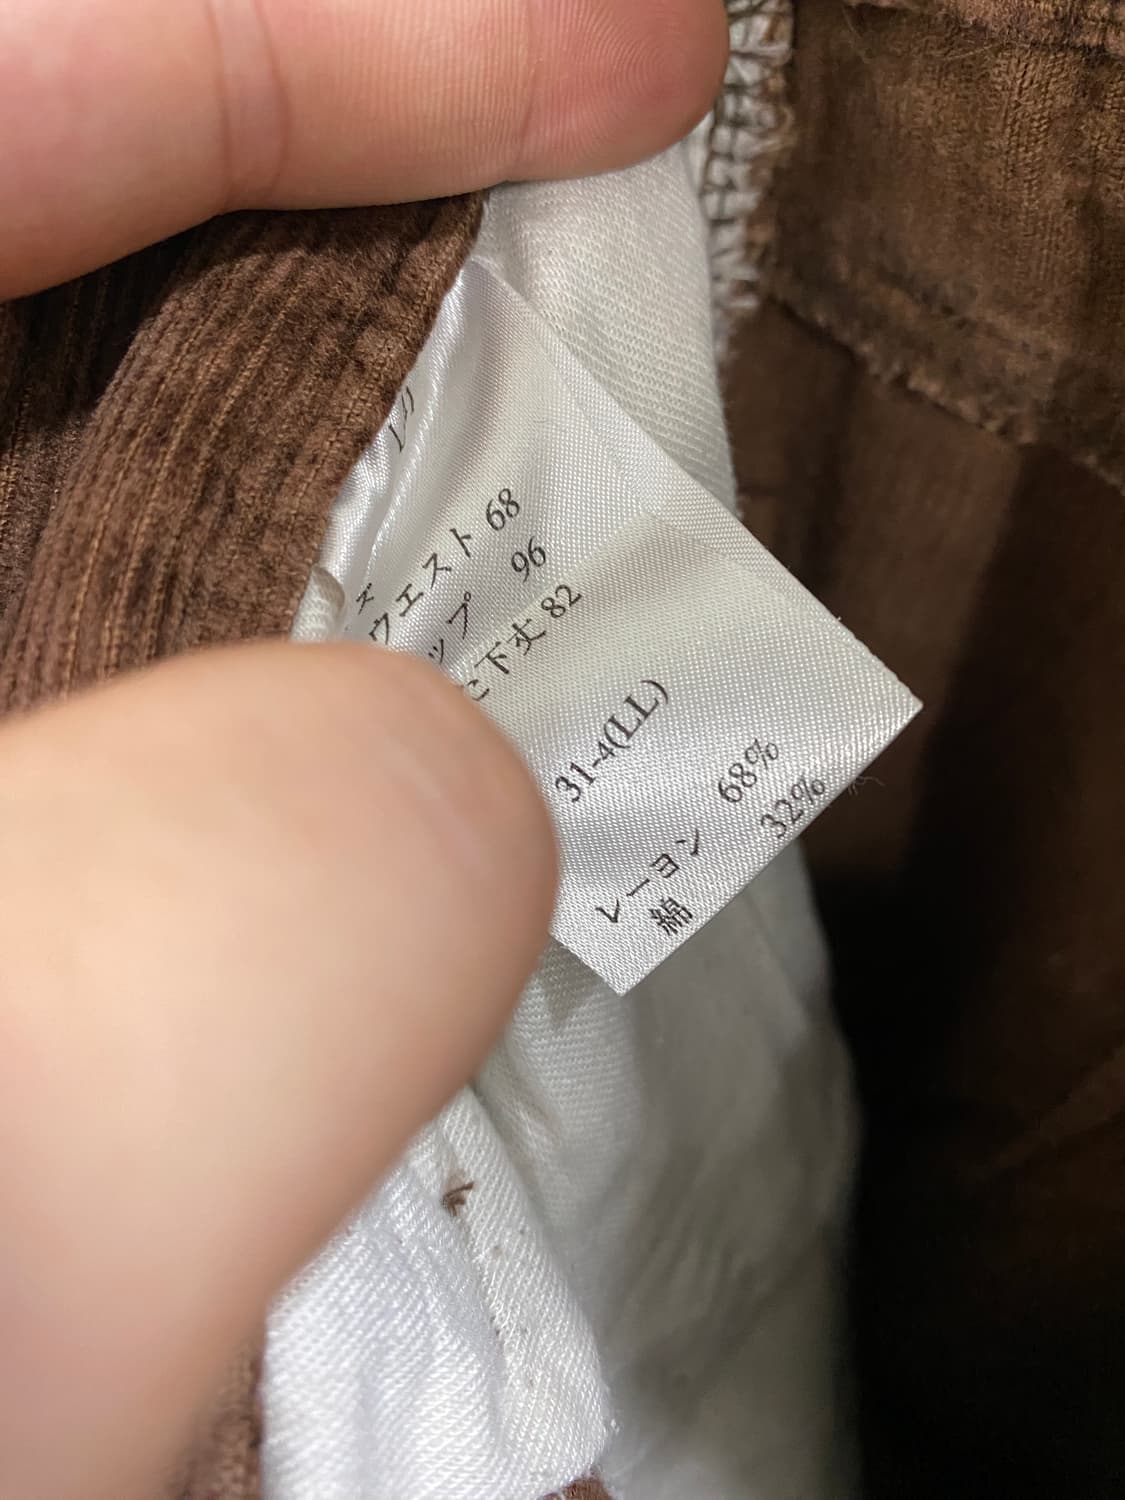 ズ
ウエスト 68
ップ 96
下丈 82
31-4(LL)
レーヨン 68%
綿 32%